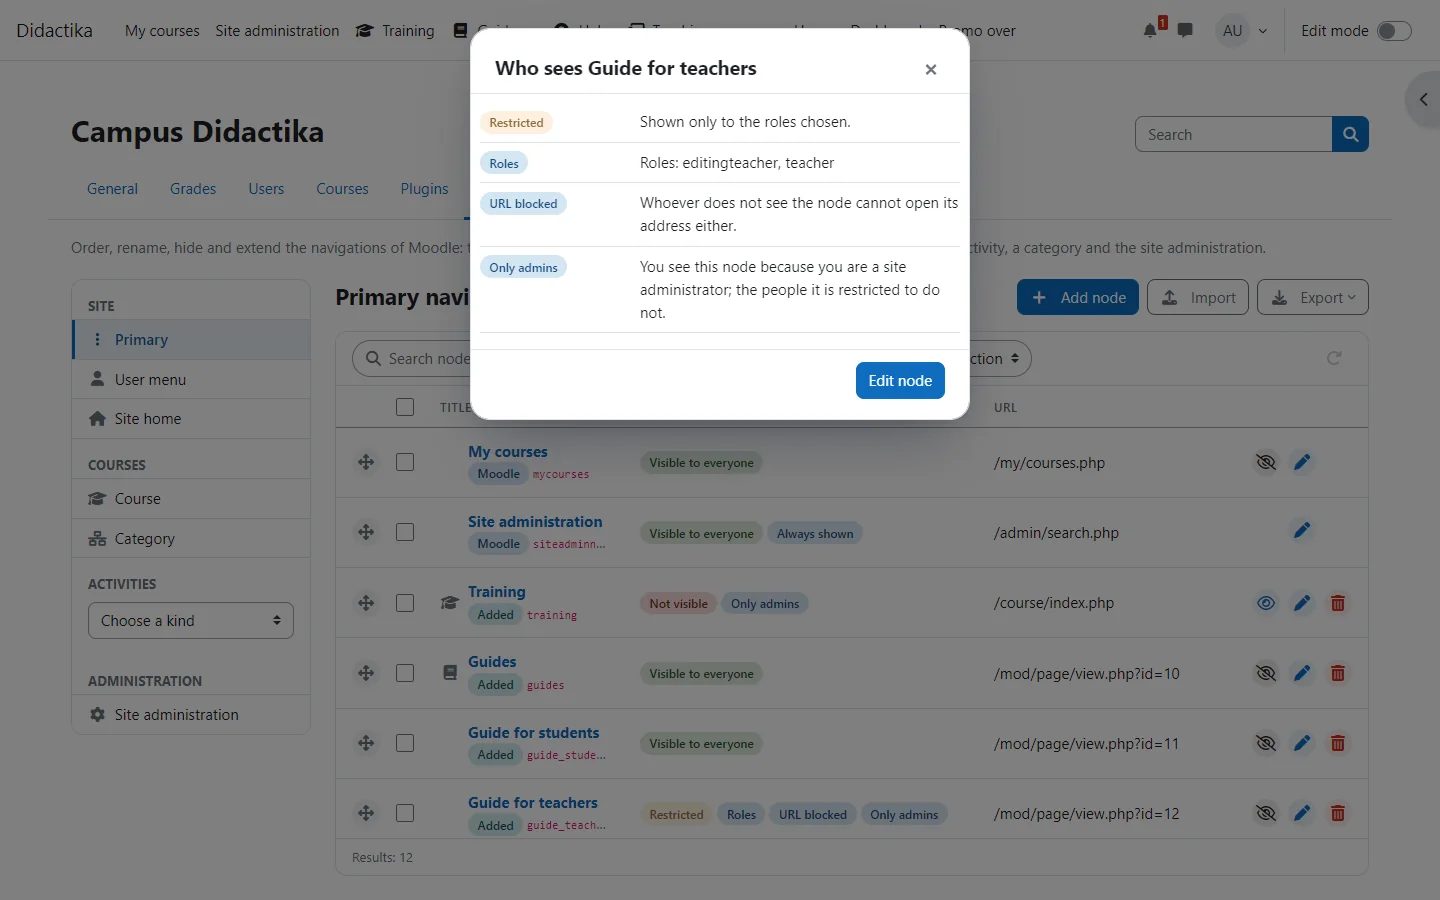 Didactika
My courses
Site administration
Training
1
AU
Edit mode
Who sees Guide for teachers
Restricted
Shown only to the roles chosen.
Roles
Roles: editingteacher, teacher
URL blocked
Whoever does not see the node cannot open its
address either.
Only admins
You see this node because you are a site
administrator; the people it is restricted to do
not.
Edit node
Campus Didactika
Search
General
Grades
Users
Courses
Plugins
Order, rename, hide and extend the navigations of Moodle:
a category and the site administration.
SITE
Primary
User menu
Site home
COURSES
Course
Category
ACTIVITIES
Choose a kind
ADMINISTRATION
Site administration
Primary
Add node
Import
Export
Search
URL
My courses
Moodle mycourses
Visible to everyone
/my/courses.php
Site administration
Moodle siteadminn...
Visible to everyone
Always shown
/admin/search.php
Training
Added training
Not visible
Only admins
/course/index.php
Guides
Added guides
Visible to everyone
/mod/page/view.php?id=10
Guide for students
Added guide_stude...
Visible to everyone
/mod/page/view.php?id=11
Guide for teachers
Added guide_teach...
Restricted
Roles
URL blocked
Only admins
/mod/page/view.php?id=12
Results: 12